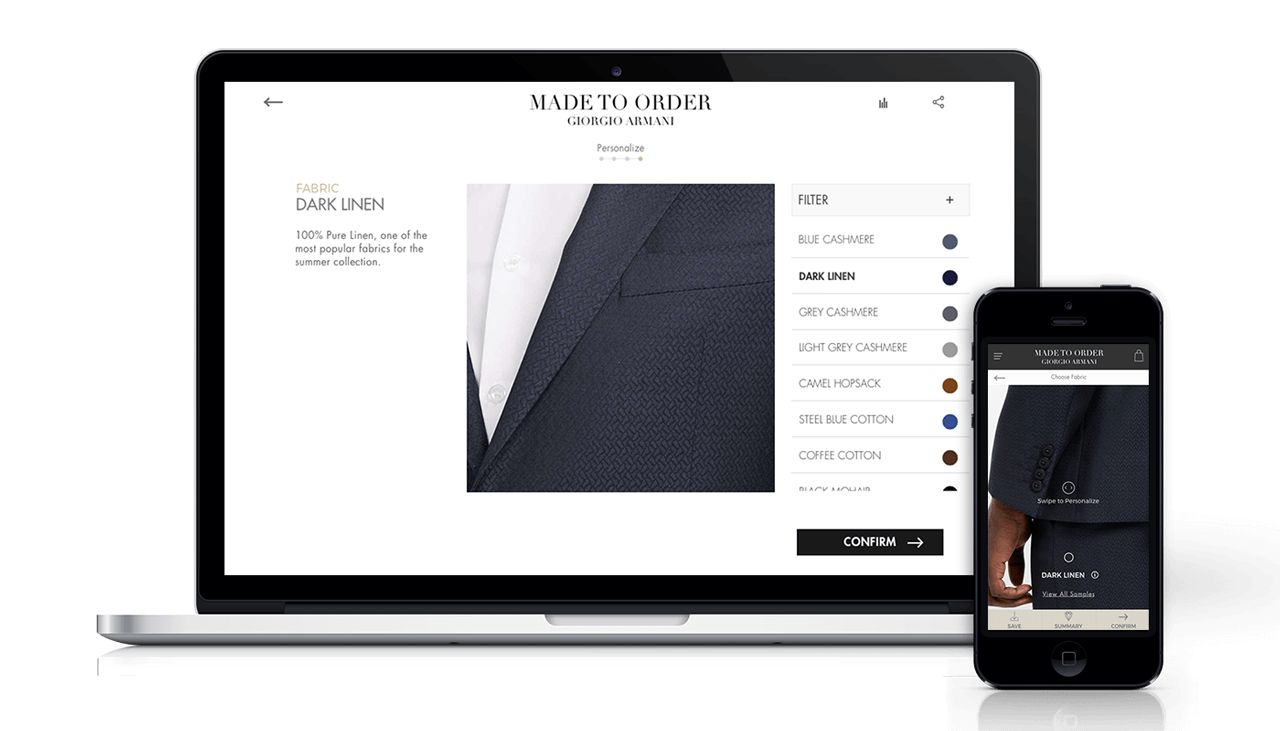 MADE TO ORDER
GIORGIO ARMANI
Personalize
FABRIC
DARK LINEN
100% Pure Linen, one of the
most popular fabrics for the
summer collection.
FILTER +
BLUE CASHMERE
DARK LINEN
GREY CASHMERE
LIGHT GREY CASHMERE
CAMEL HOPSACK
STEEL BLUE COTTON
COFFEE COTTON
BLACK MOHAIR
CONFIRM
MADE TO ORDER
GIORGIO ARMANI
Choose Fabric
Swipe to Personalize
DARK LINEN
View All Samples
SAVE
SUMMARY
CONFIRM